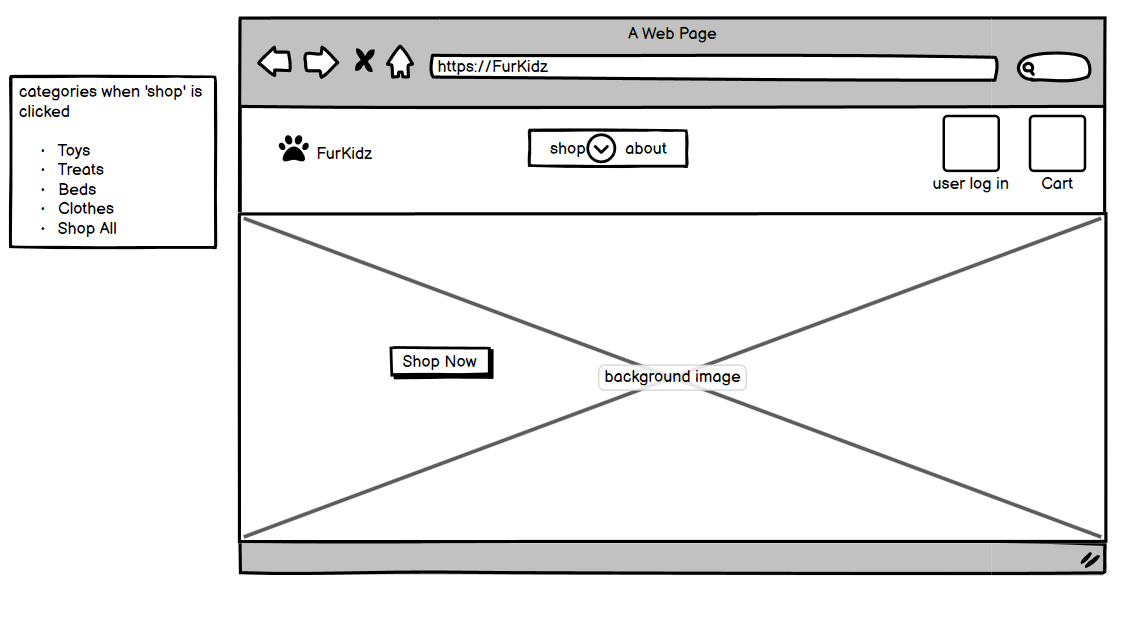 A Web Page
https://FurKidz
categories when 'shop' is
clicked
· Toys
· Treats
· Beds
· Clothes
· Shop All
FurKidz
shop about
user log in
Cart
Shop Now
background image